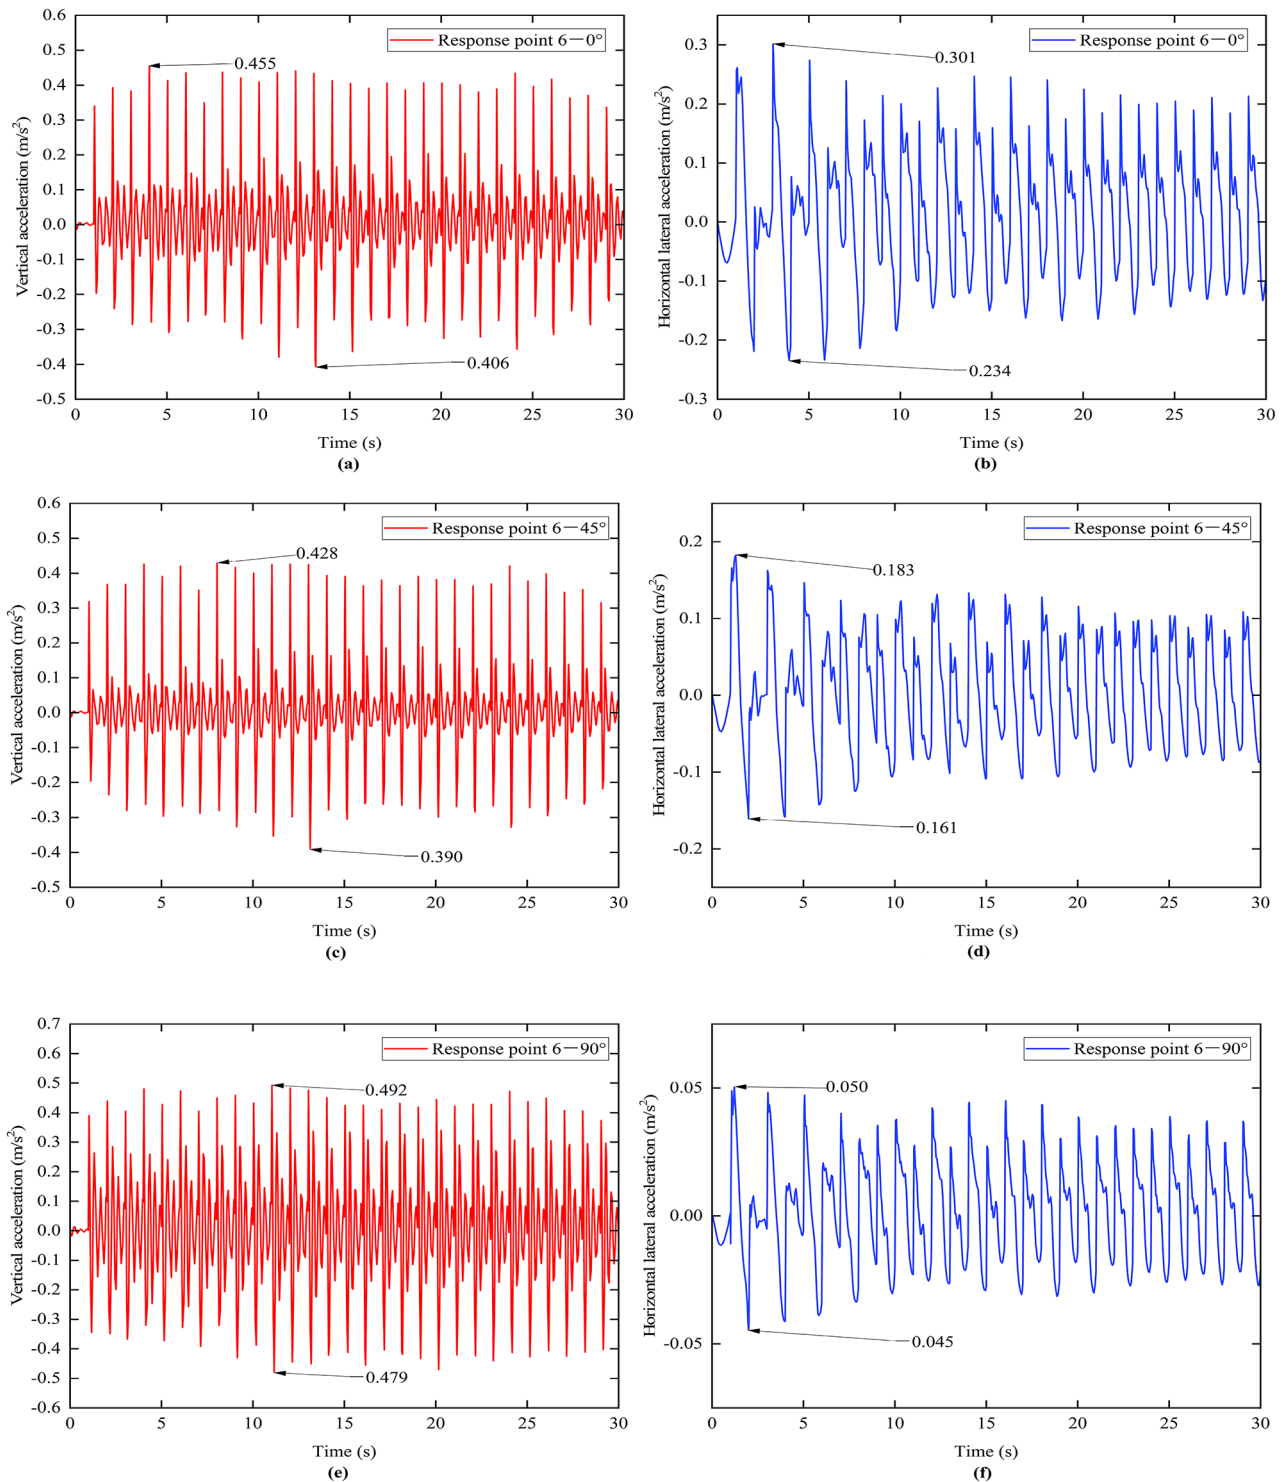 0.6
0.5
0.4
0.3
0.2
0.1
0.0
-0.1
-0.2
-0.3
-0.4
-0.5
Vertical acceleration (m/s²)
Response point 6—0°
0.455
0.406
0 5 10 15 20 25 30
Time (s)
(a)
0.3
0.2
0.1
0.0
-0.1
-0.2
-0.3
Horizontal lateral acceleration (m/s²)
Response point 6—0°
0.301
0.234
0 5 10 15 20 25 30
Time (s)
(b)
0.6
0.5
0.4
0.3
0.2
0.1
0.0
-0.1
-0.2
-0.3
-0.4
-0.5
Vertical acceleration (m/s²)
Response point 6—45°
0.428
0.390
0 5 10 15 20 25 30
Time (s)
(c)
0.2
0.1
0.0
-0.1
-0.2
Horizontal lateral acceleration (m/s²)
Response point 6—45°
0.183
0.161
0 5 10 15 20 25 30
Time (s)
(d)
0.7
0.6
0.5
0.4
0.3
0.2
0.1
0.0
-0.1
-0.2
-0.3
-0.4
-0.5
-0.6
Vertical acceleration (m/s²)
Response point 6—90°
0.492
0.479
0 5 10 15 20 25 30
Time (s)
(e)
0.05
0.00
-0.05
Horizontal lateral acceleration (m/s²)
Response point 6—90°
0.050
0.045
0 5 10 15 20 25 30
Time (s)
(f)